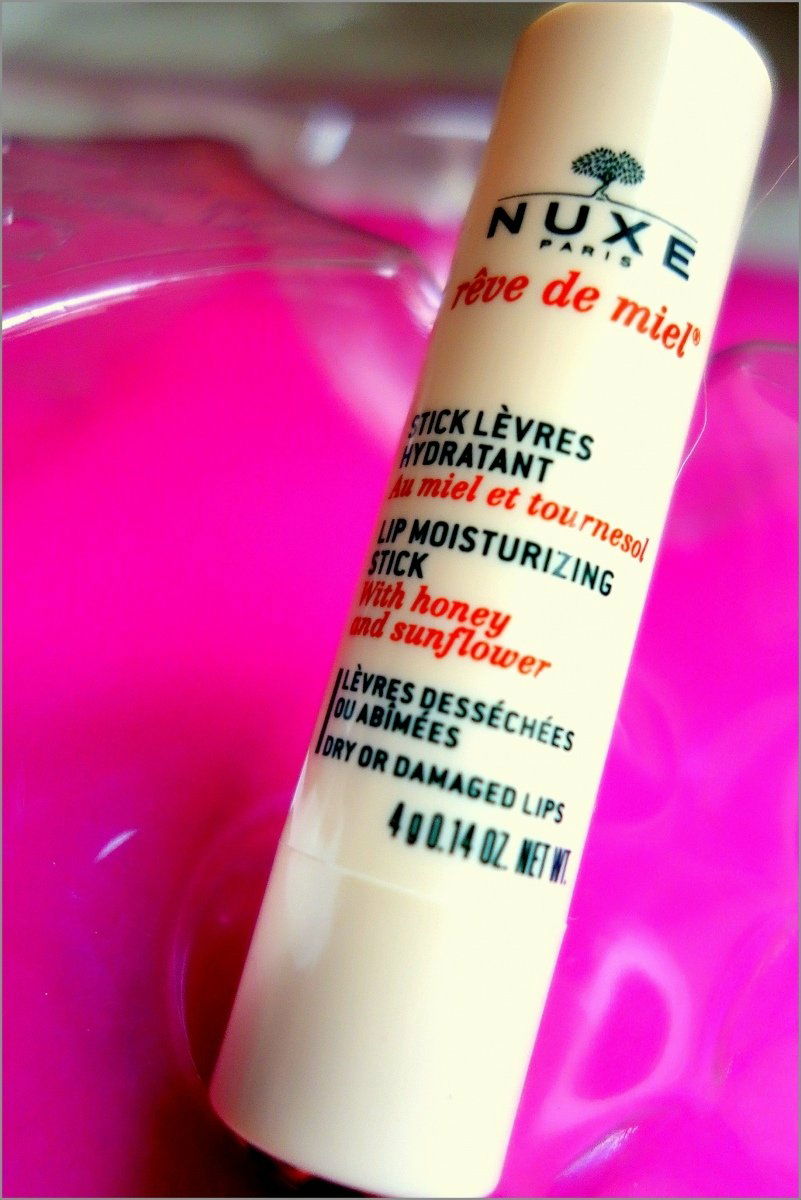 NUXE
PARIS
rêve de miel®
STICK LÈVRES
HYDRATANT
Au miel et tournesol
LIP MOISTURIZING
STICK
With honey
and sunflower
LÈVRES DESSÉCHÉES
OU ABÎMÉES
DRY OR DAMAGED LIPS
4 g 0.14 OZ. NET WT.